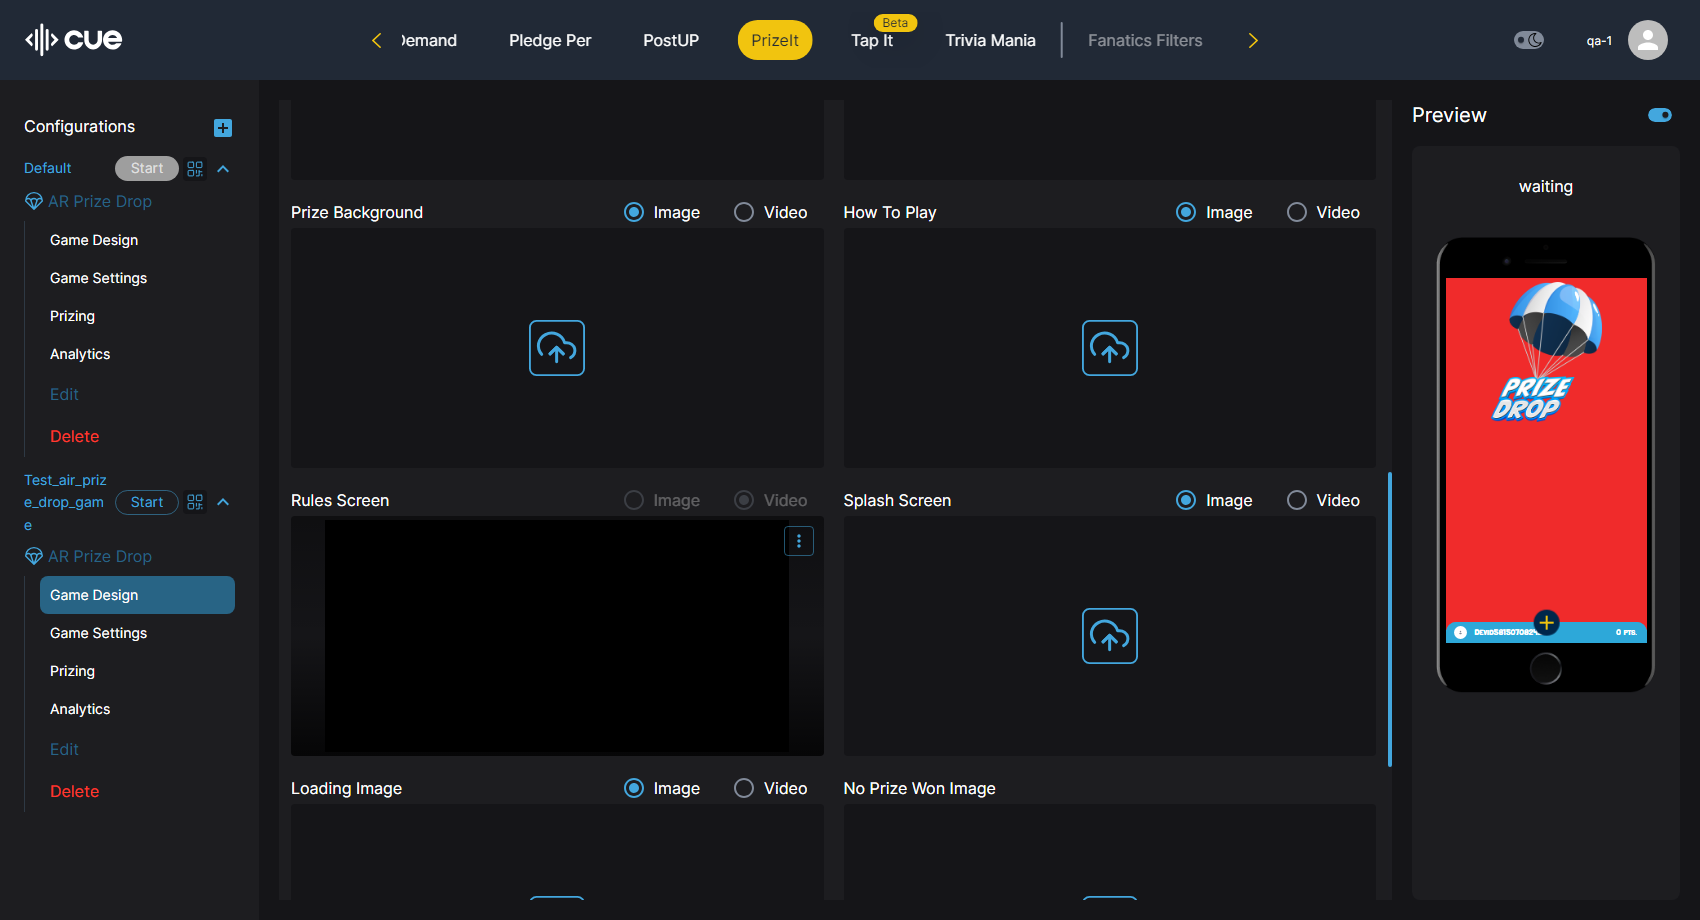 cue
Demand
Pledge Per
PostUP
PrizeIt
Beta
Tap It
Trivia Mania
Fanatics Filters
qa-1
Configurations
Default
Start
AR Prize Drop
Game Design
Game Settings
Prizing
Analytics
Edit
Delete
Test_air_priz
e_drop_gam
e
Start
AR Prize Drop
Game Design
Game Settings
Prizing
Analytics
Edit
Delete
Prize Background
Image
Video
How To Play
Image
Video
Rules Screen
Image
Video
Splash Screen
Image
Video
Loading Image
Image
Video
No Prize Won Image
Preview
waiting
PRIZE
DROP
0 PTS.